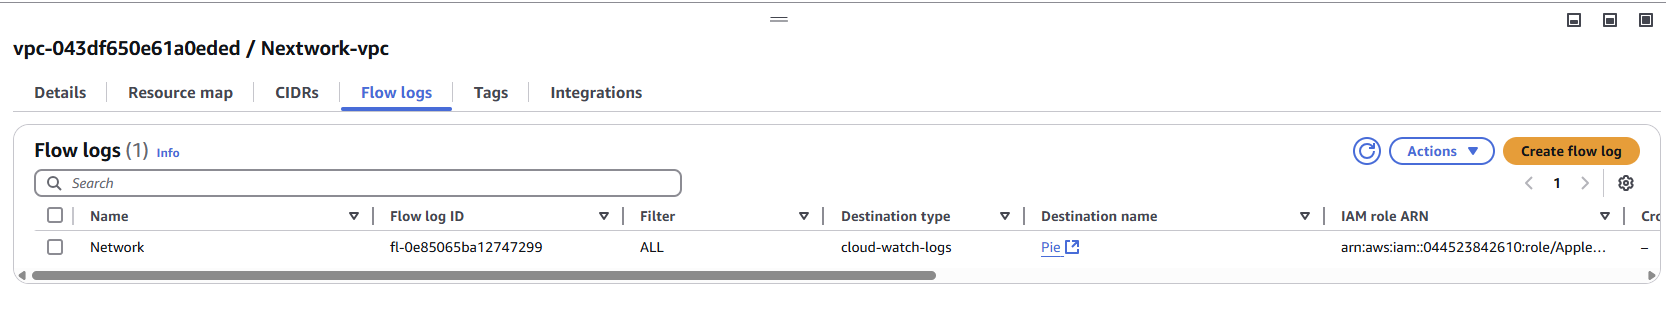 vpc-043df650e61a0eded / Nextwork-vpc
Details Resource map CIDRs Flow logs Tags Integrations
Flow logs (1) Info Actions Create flow log
Search 1
Name Flow log ID Filter Destination type Destination name IAM role ARN Cro
Network fl-0e85065ba12747299 ALL cloud-watch-logs Pie arn:aws:iam::044523842610:role/Apple... –